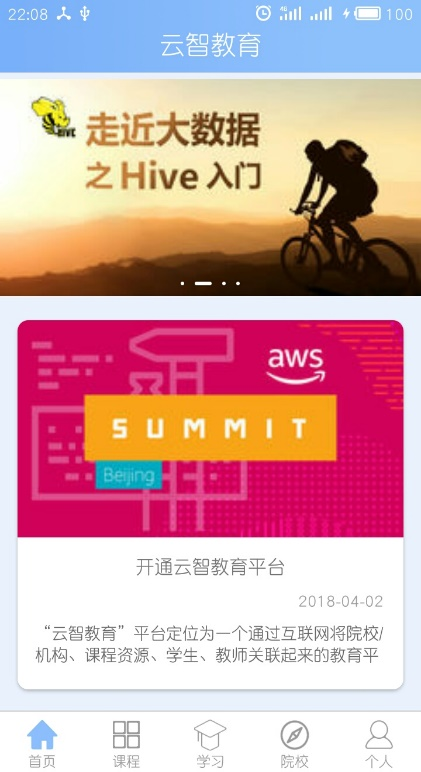 22:08
100
云智教育
HIVE
走近大数据
之 Hive 入门
aws
SUMMIT
Beijing
开通云智教育平台
2018-04-02
“云智教育”平台定位为一个通过互联网将院校/
机构、课程资源、学生、教师关联起来的教育平
首页 课程 学习 院校 个人